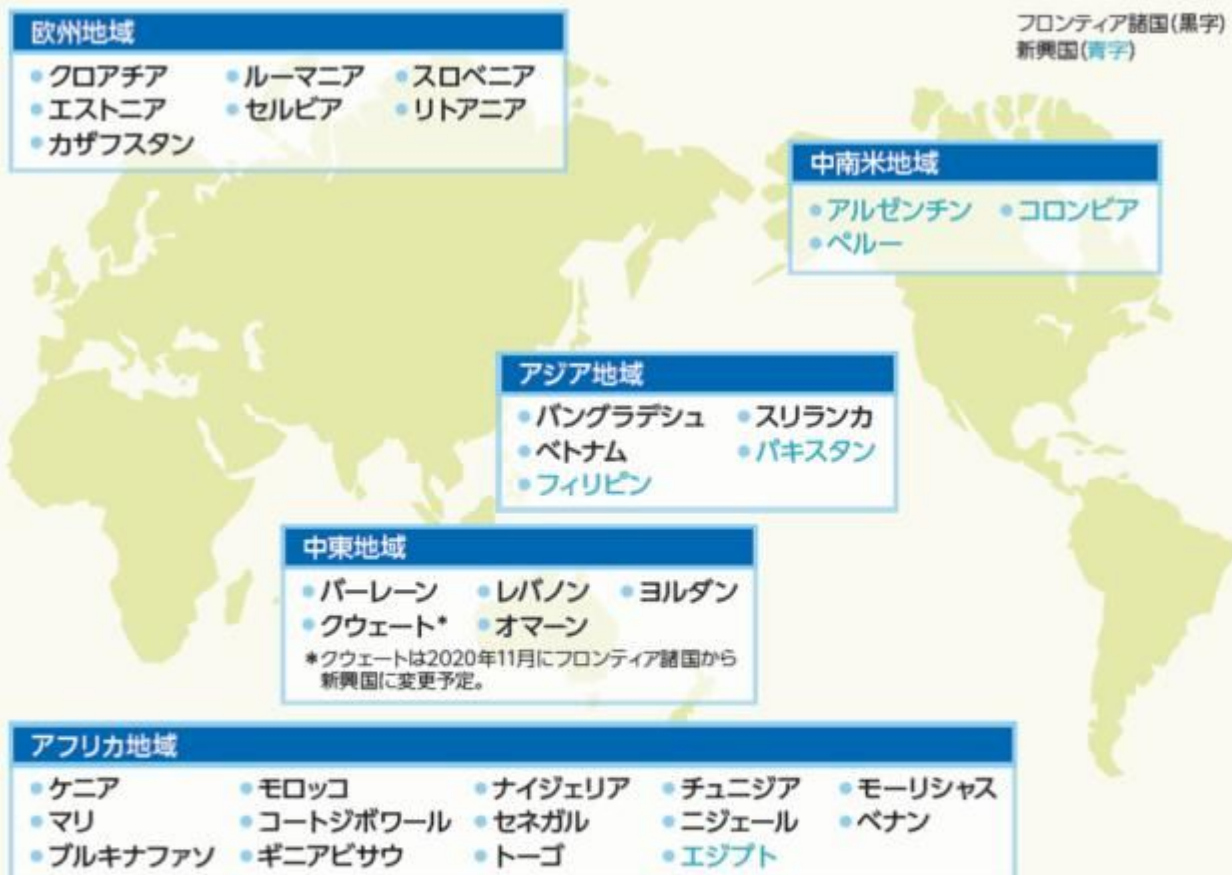 フロンティア諸国(黒字)
新興国(青字)
欧州地域
•クロアチア •ルーマニア •スロベニア
•エストニア •セルビア •リトアニア
•カザフスタン
中南米地域
•アルゼンチン •コロンビア
•ペルー
アジア地域
•バングラデシュ •スリランカ
•ベトナム •パキスタン
•フィリピン
中東地域
•バーレーン •レバノン •ヨルダン
•クウェート* •オマーン
*クウェートは2020年11月にフロンティア諸国から
新興国に変更予定。
アフリカ地域
•ケニア •モロッコ •ナイジェリア •チュニジア •モーリシャス
•マリ •コートジボワール •セネガル •ニジェール •ベナン
•ブルキナファソ •ギニアビサウ •トーゴ •エジプト